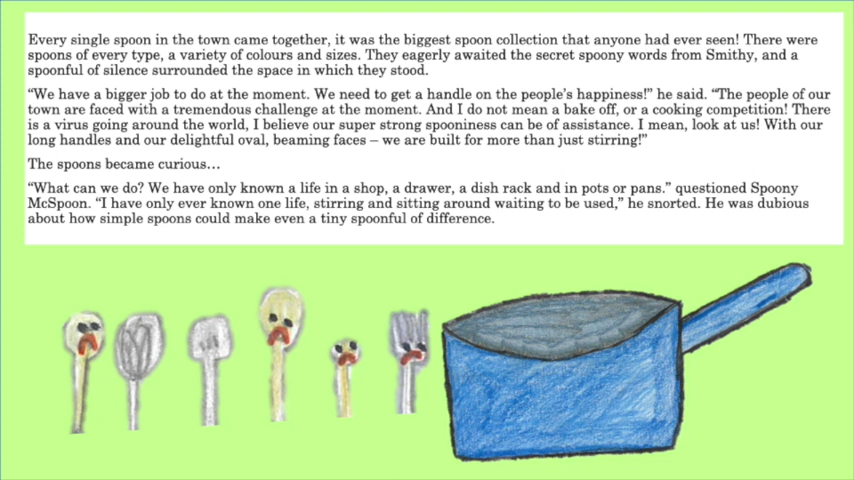 Every single spoon in the town came together, it was the biggest spoon collection that anyone had ever seen! There were
spoons of every type, a variety of colours and sizes. They eagerly awaited the secret spoony words from Smithy, and a
spoonful of silence surrounded the space in which they stood.
“We have a bigger job to do at the moment. We need to get a handle on the people’s happiness!” he said. “The people of our
town are faced with a tremendous challenge at the moment. And I do not mean a bake off, or a cooking competition! There
is a virus going around the world, I believe our super strong spooniness can be of assistance. I mean, look at us! With our
long handles and our delightful oval, beaming faces – we are built for more than just stirring!”
The spoons became curious…
“What can we do? We have only known a life in a shop, a drawer, a dish rack and in pots or pans.” questioned Spoony
McSpoon. “I have only ever known one life, stirring and sitting around waiting to be used,” he snorted. He was dubious
about how simple spoons could make even a tiny spoonful of difference.